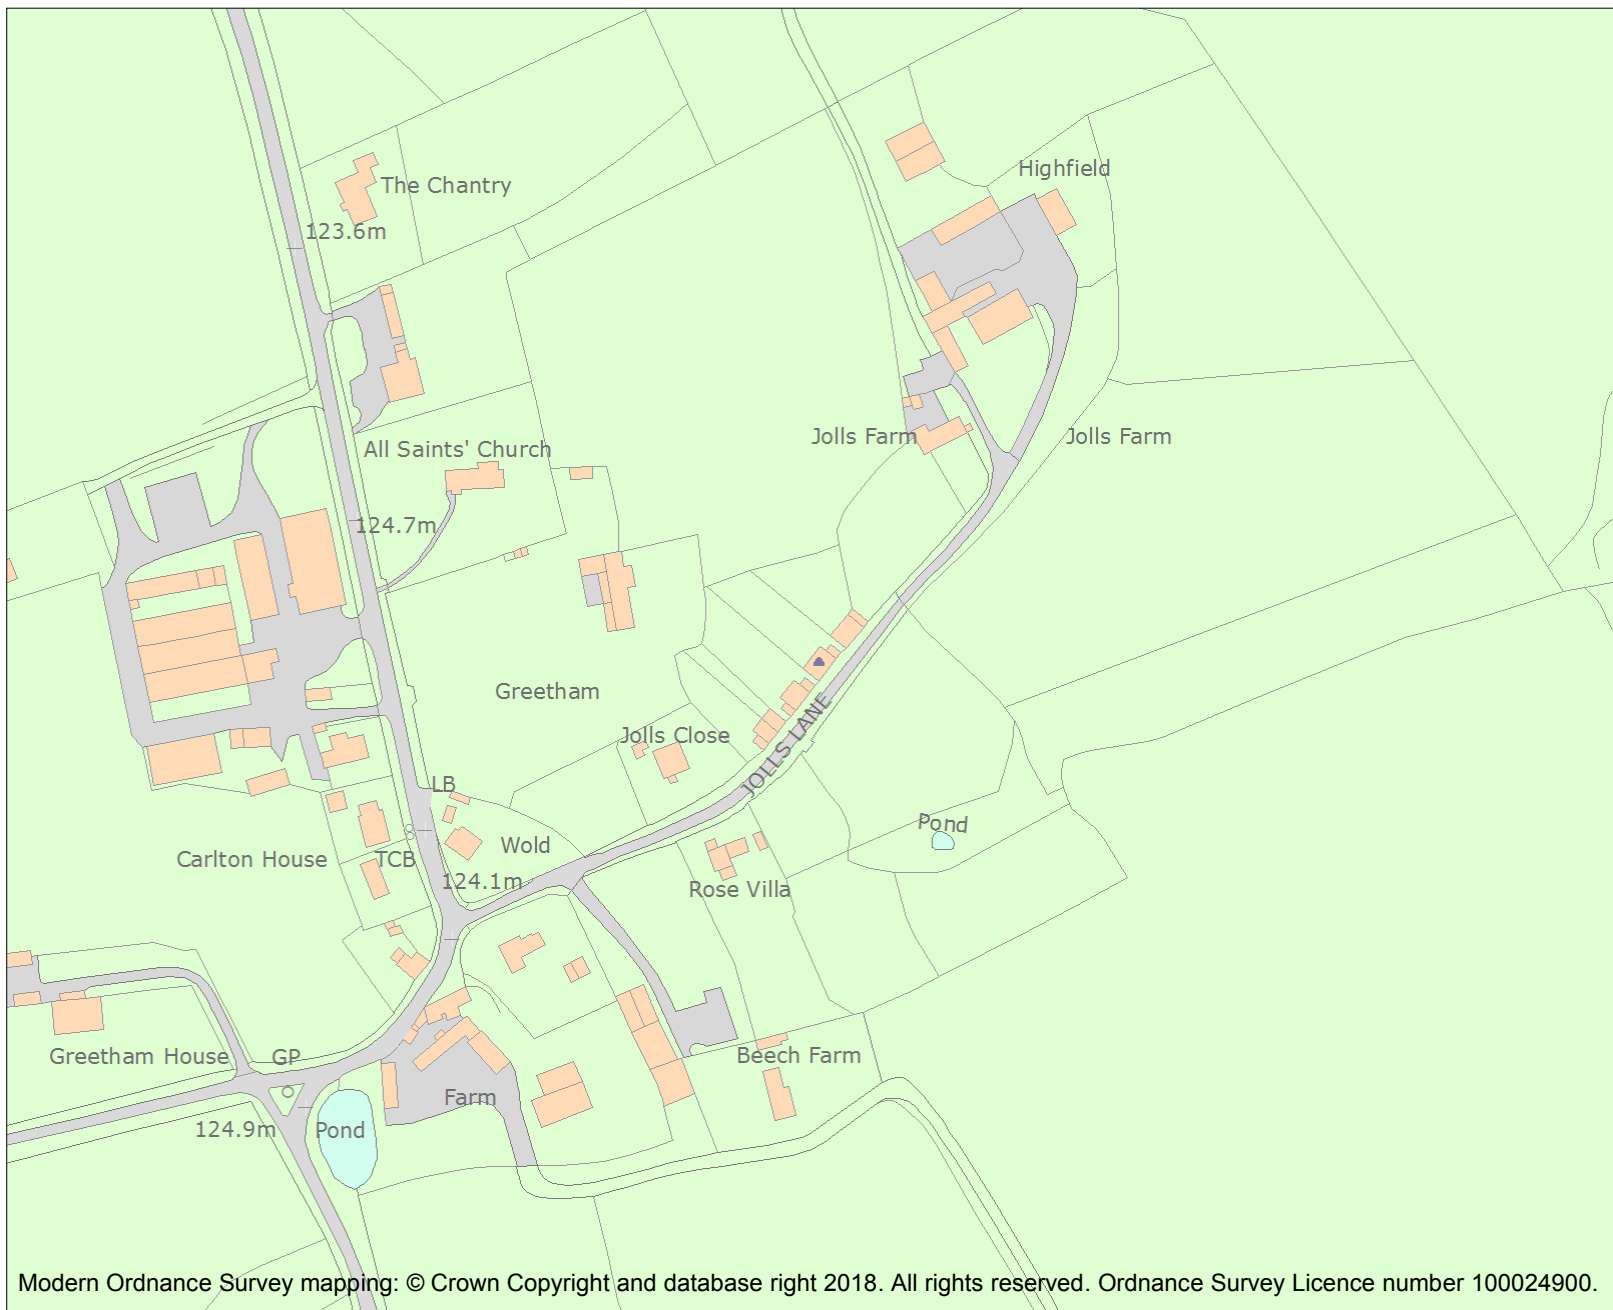 Highfield
The Chantry
123.6m
Jolls Farm
Jolls Farm
All Saints' Church
124.7m
Greetham
Jolls Close
JOLLS LANE
LB
Pond
Wold
Carlton House
TCB
124.1m
Rose Villa
Greetham House
GP
Beech Farm
Farm
124.9m
Pond
Modern Ordnance Survey mapping: © Crown Copyright and database right 2018. All rights reserved. Ordnance Survey Licence number 100024900.